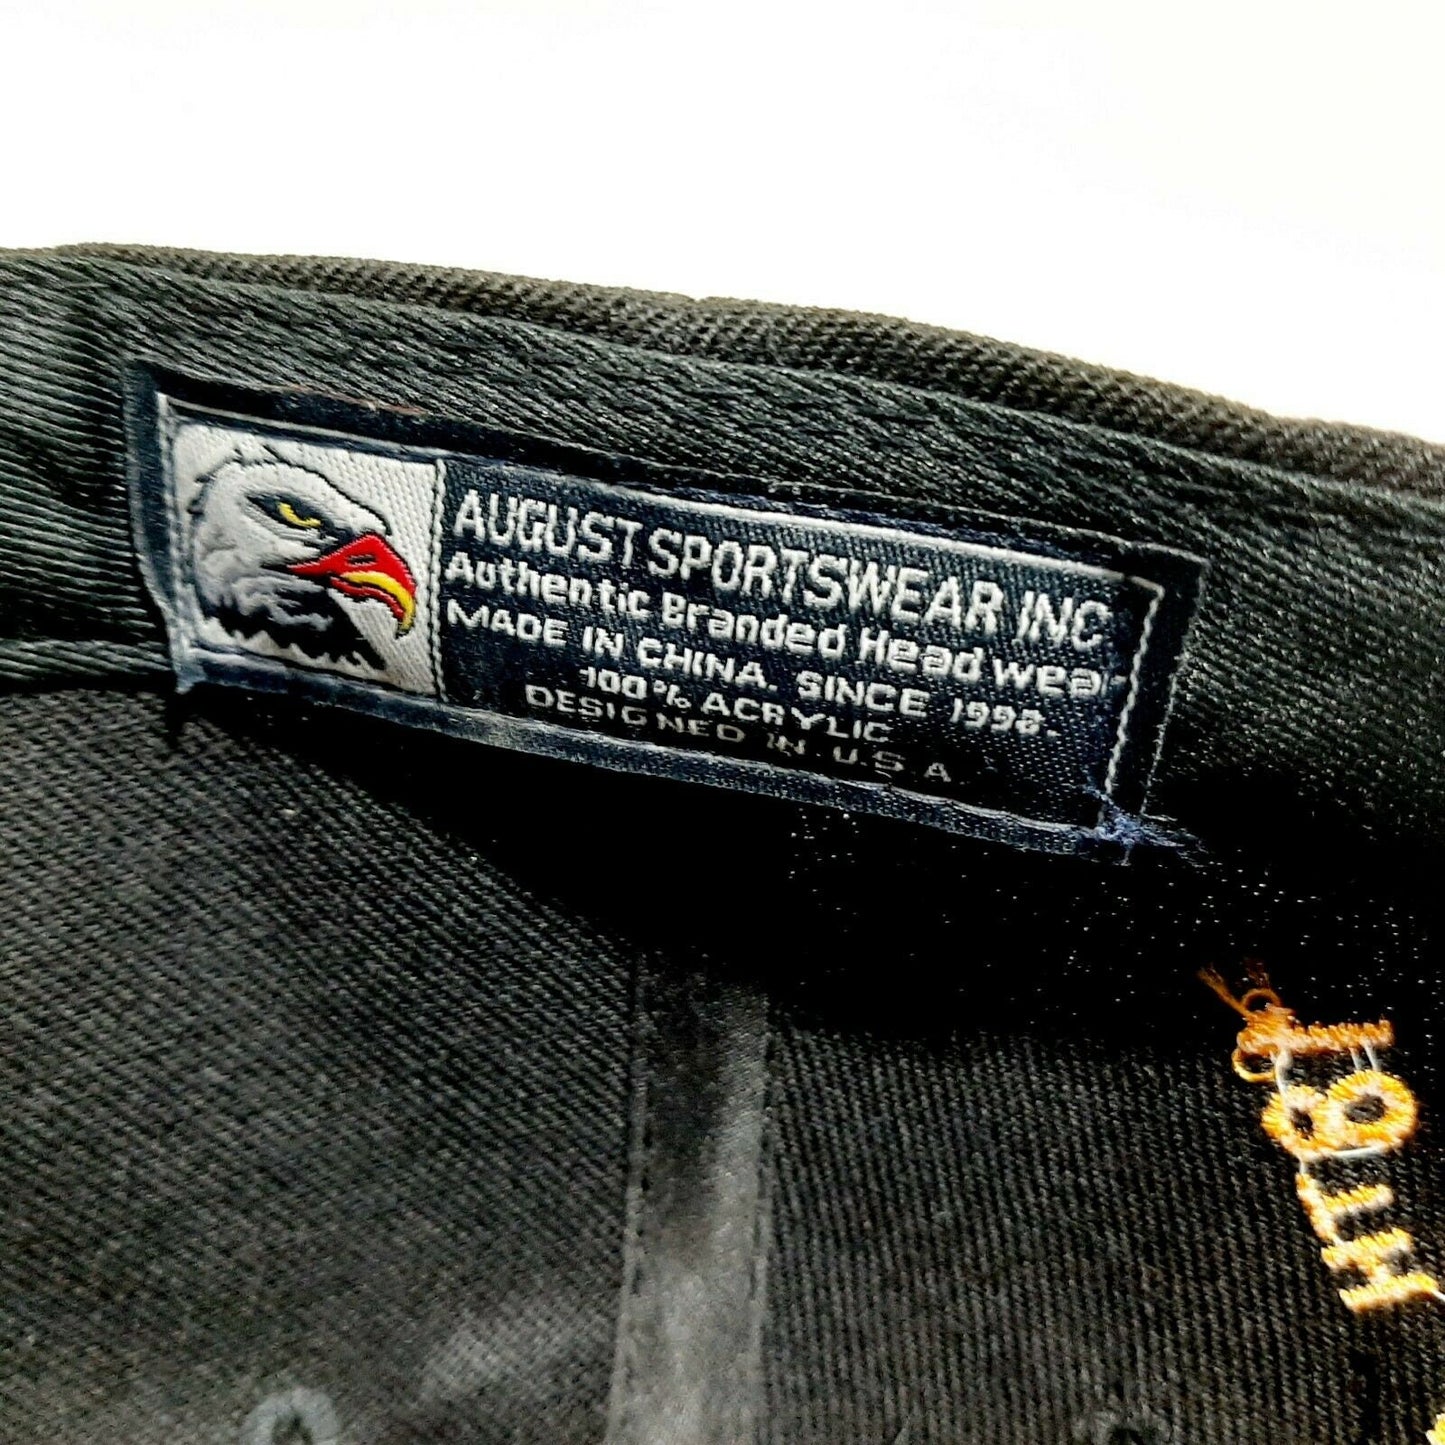 AUGUST SPORTSWEAR INC
Authentic Branded Head wear
MADE IN CHINA. SINCE 1998.
100% ACRYLIC
DESIGNED IN U.S.A